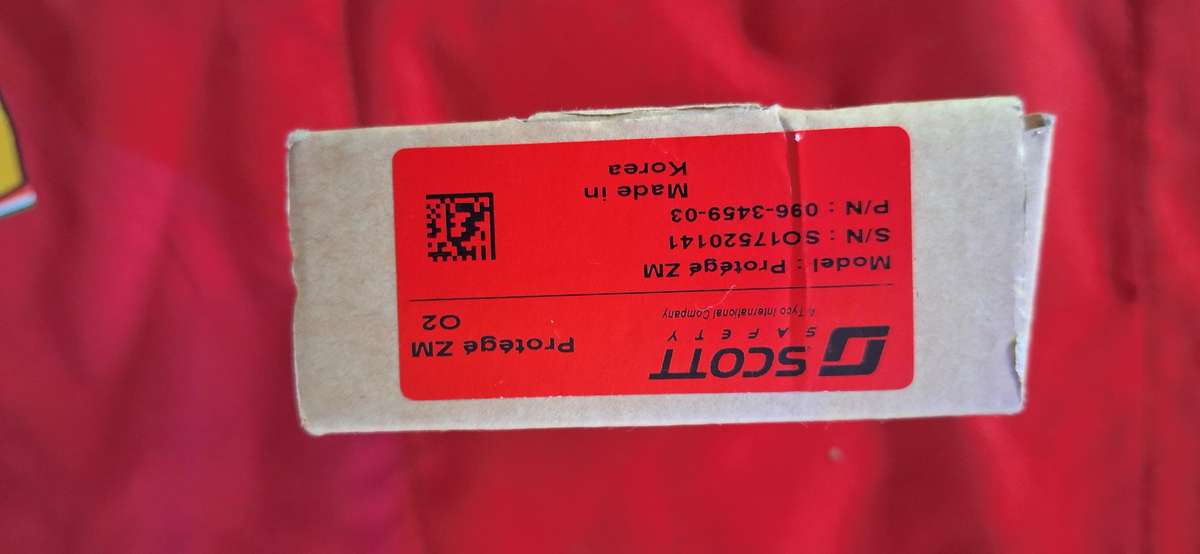 SCOTT
SAFETY
A Tyco International Company
Protégé ZM
O2
Model : Protégé ZM
S/N : SO17520141
P/N : 096-3459-03
Made in
Korea